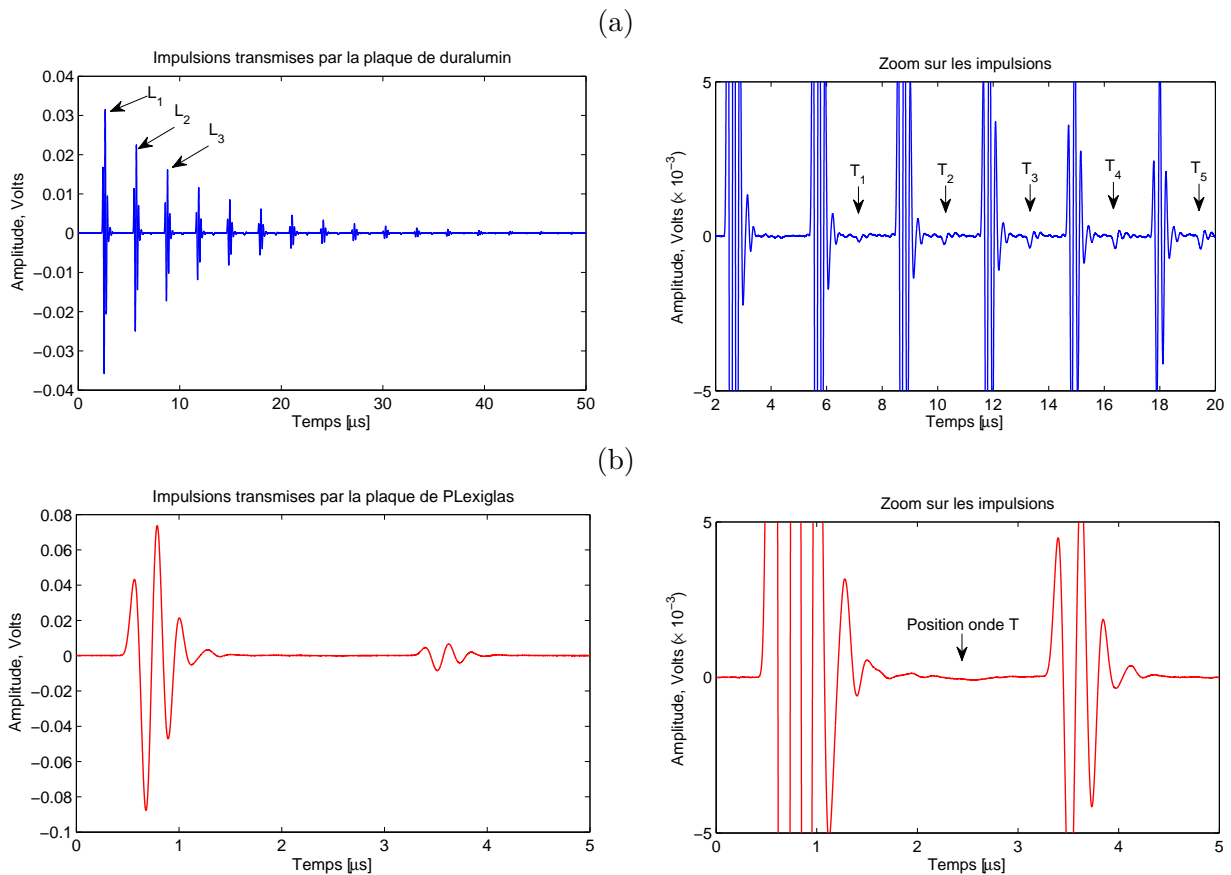 (a)
Impulsions transmises par la plaque de duralumin
Amplitude, Volts
0.04
0.03
0.02
0.01
0
−0.01
−0.02
−0.03
−0.04
L1
L2
L3
0 10 20 30 40 50
Temps [μs]
Zoom sur les impulsions
Amplitude, Volts (× 10−3)
5
0
−5
T1
T2
T3
T4
T5
2 4 6 8 10 12 14 16 18 20
Temps [μs]
(b)
Impulsions transmises par la plaque de PLexiglas
Amplitude, Volts
0.08
0.06
0.04
0.02
0
−0.02
−0.04
−0.06
−0.08
−0.1
0 1 2 3 4 5
Temps [μs]
Zoom sur les impulsions
Amplitude, Volts (× 10−3)
5
0
−5
Position onde T
0 1 2 3 4 5
Temps [μs]